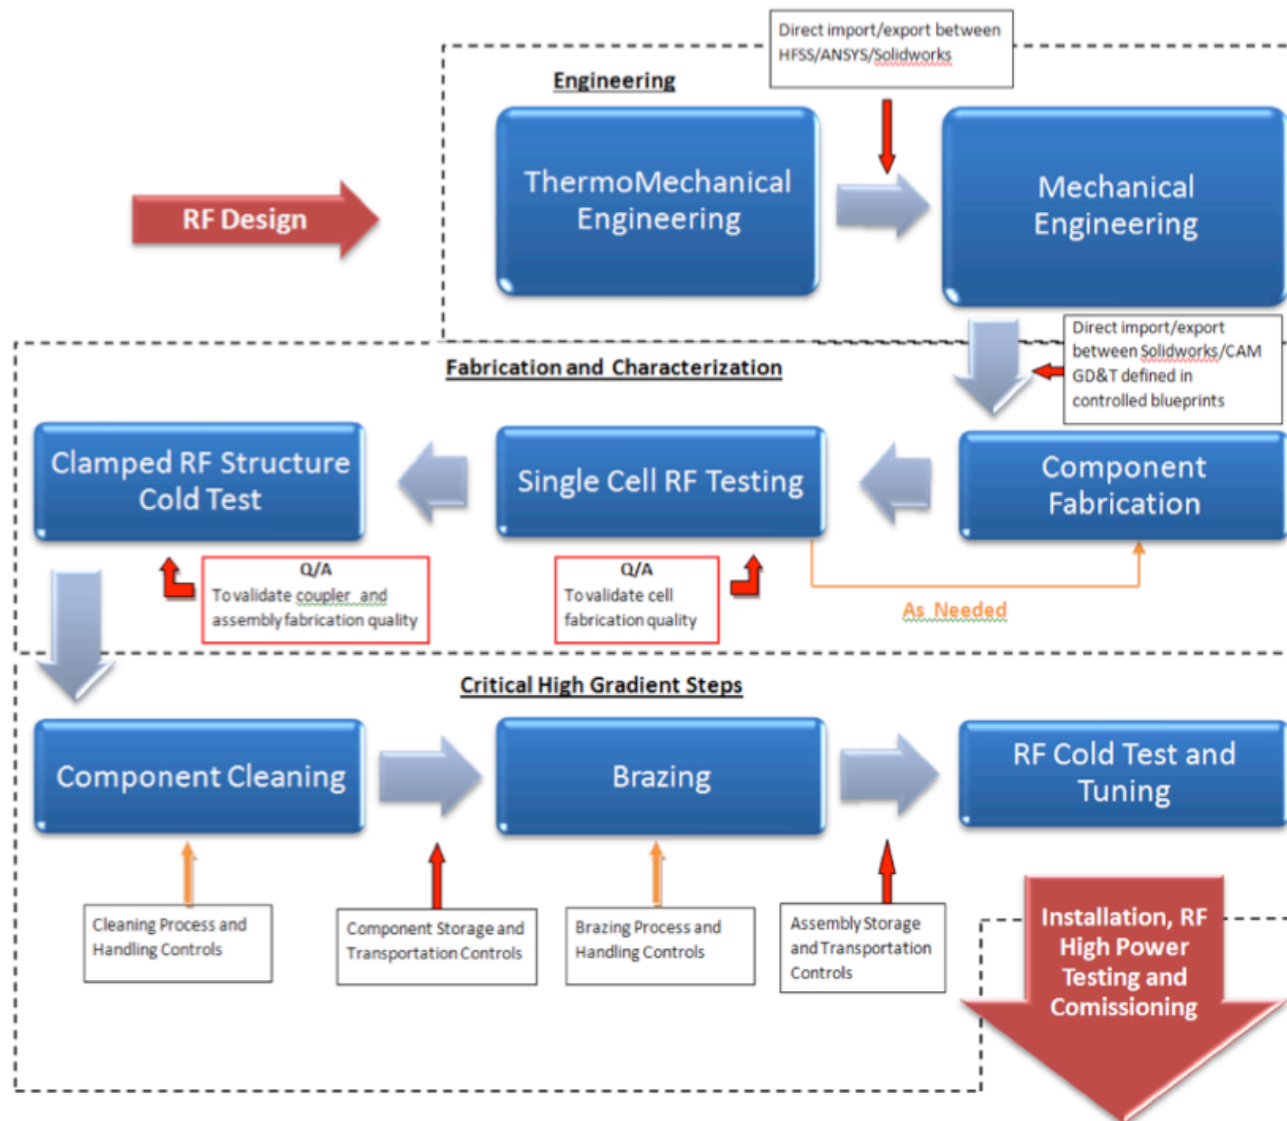 Direct import/export between
HFSS/ANSYS/Solidworks
Engineering
ThermoMechanical
Engineering
Mechanical
Engineering
RF Design
Direct import/export
between Solidworks/CAM
GD&T defined in
controlled blueprints
Fabrication and Characterization
Clamped RF Structure
Cold Test
Single Cell RF Testing
Component
Fabrication
Q/A
To validate coupler and
assembly fabrication quality
Q/A
To validate cell
fabrication quality
As Needed
Critical High Gradient Steps
Component Cleaning
Brazing
RF Cold Test and
Tuning
Cleaning Process and
Handling Controls
Component Storage and
Transportation Controls
Brazing Process and
Handling Controls
Assembly Storage
and Transportation
Controls
Installation, RF
High Power
Testing and
Comissioning